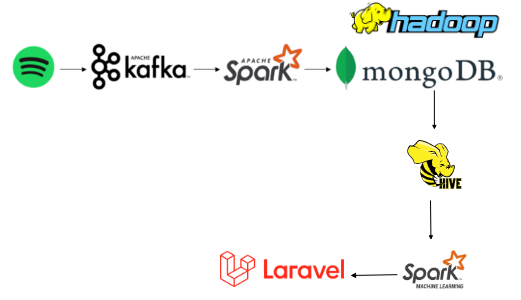 hadoop
APACHE
kafka
APACHE
Spark
mongoDB®
HIVE
Laravel
Spark
MACHINE LEARNING